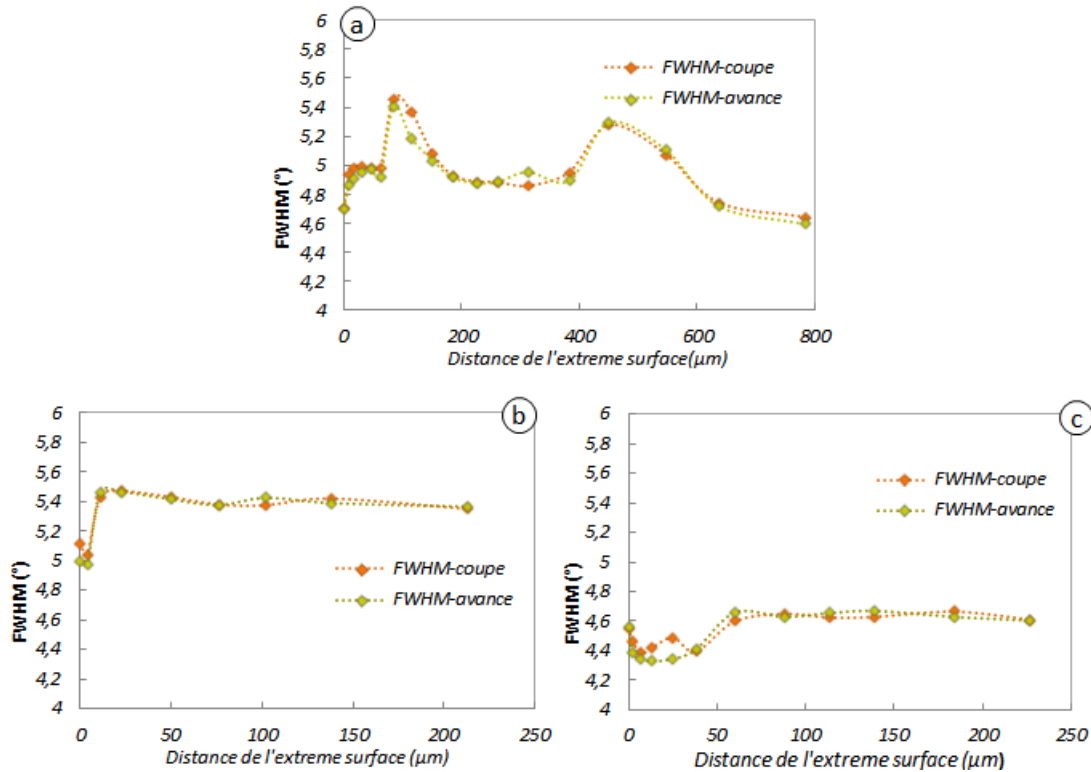 a
6
5,8
5,6
5,4
5,2
5
4,8
4,6
4,4
4,2
4
FWHM (°)
FWHM-coupe
FWHM-avance
0 200 400 600 800
Distance de l'extreme surface(µm)
b
6
5,8
5,6
5,4
5,2
5
4,8
4,6
4,4
4,2
4
FWHM (°)
FWHM-coupe
FWHM-avance
0 50 100 150 200 250
Distance de l'extreme surface (µm)
c
6
5,8
5,6
5,4
5,2
5
4,8
4,6
4,4
4,2
4
FWHM (°)
FWHM-coupe
FWHM-avance
0 50 100 150 200 250
Distance de l'extreme surface (µm)